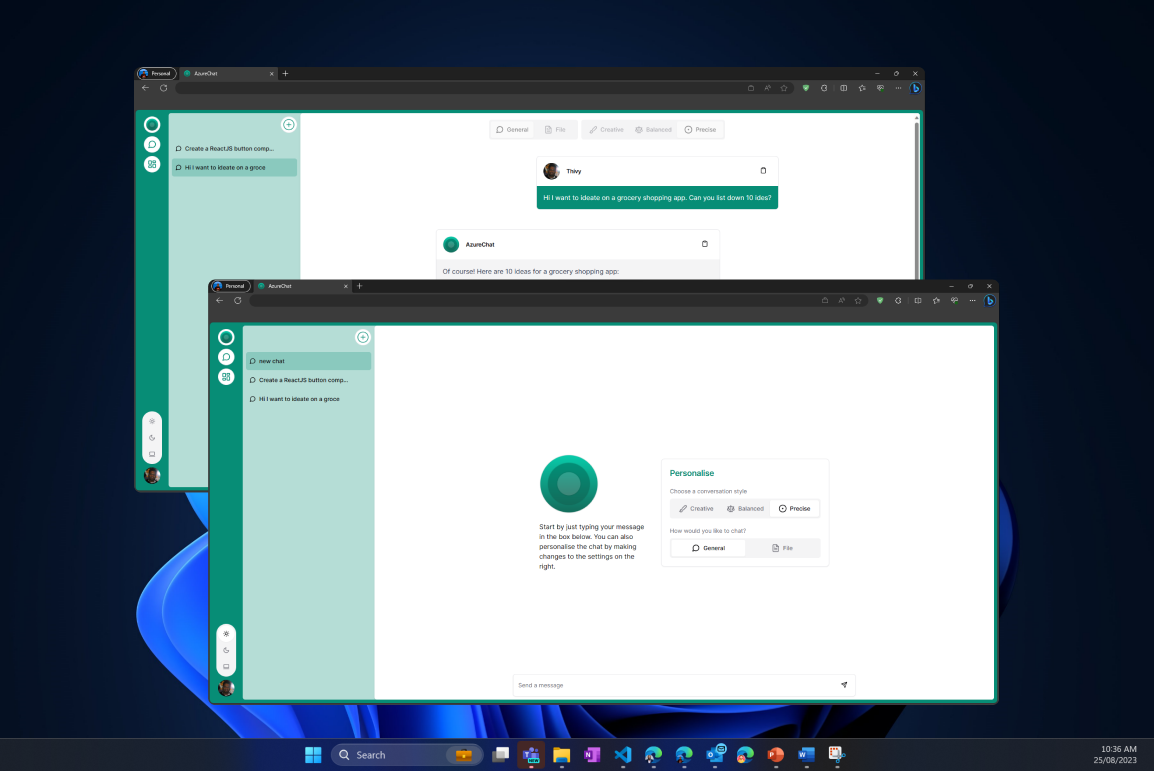 Personal
AzureChat
General
File
Creative
Balanced
Precise
Create a ReactJS button comp...
Hi I want to ideate on a groce
Thivy
Hi I want to ideate on a grocery shopping app. Can you list down 10 ides?
AzureChat
Of course! Here are 10 ideas for a grocery shopping app:
Personal
AzureChat
new chat
Create a ReactJS button comp...
Hi I want to ideate on a groce
Start by just typing your message
in the box below. You can also
personalise the chat by making
changes to the settings on the
right.
Personalise
Choose a conversation style
Creative
Balanced
Precise
How would you like to chat?
General
File
Send a message
Search
10:36 AM
25/08/2023